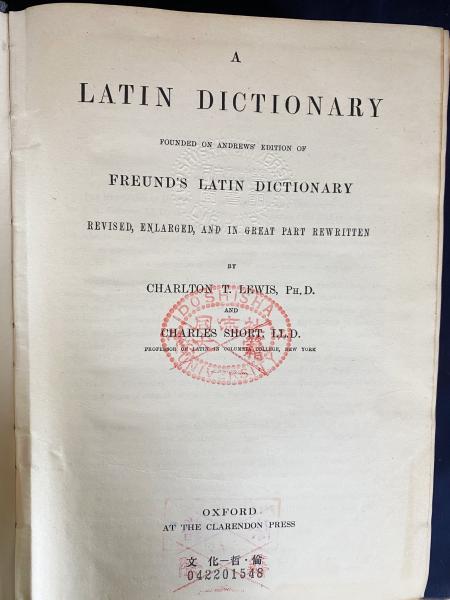 A
LATIN DICTIONARY
FOUNDED ON ANDREWS' EDITION OF
FREUND'S LATIN DICTIONARY
REVISED, ENLARGED, AND IN GREAT PART REWRITTEN
BY
CHARLTON T. LEWIS, PH.D.
DOSHISHA
AND
CHARLES SHORT, LL.D.
PROFESSOR OF LATIN IN COLUMBIA COLLEGE, NEW YORK
OXFORD
AT THE CLARENDON PRESS
文化—哲・倫
042201548